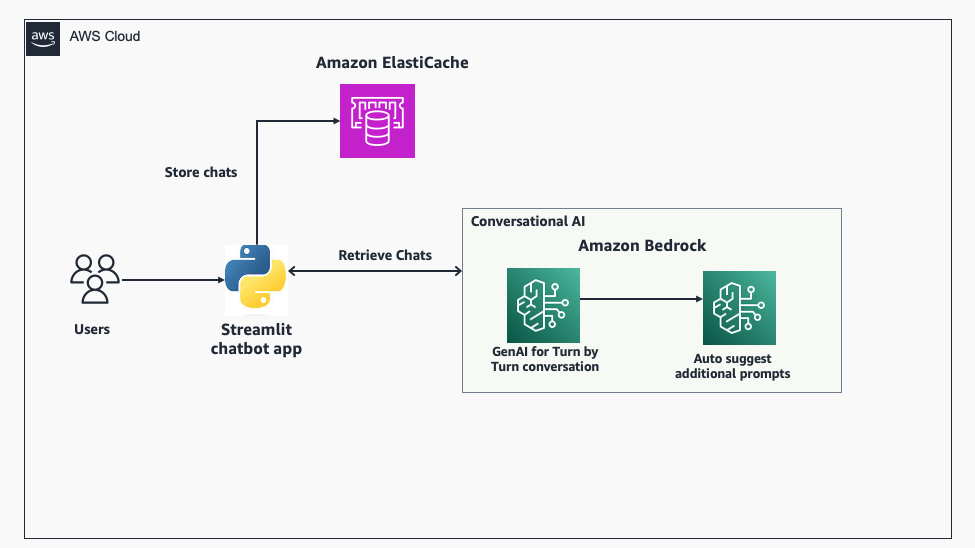 aws
AWS Cloud
Amazon ElastiCache
Store chats
Users
Streamlit
chatbot app
Retrieve Chats
Conversational AI
Amazon Bedrock
GenAI for Turn by
Turn conversation
Auto suggest
additional prompts